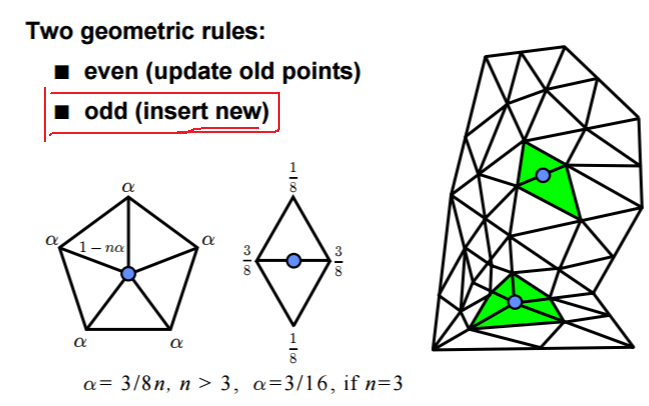 Two geometric rules:
■ even (update old points)
■ odd (insert new)
α
1/8
α
1 − nα
α
3/8
3/8
α
α
1/8
α= 3/8n, n > 3, α=3/16, if n=3